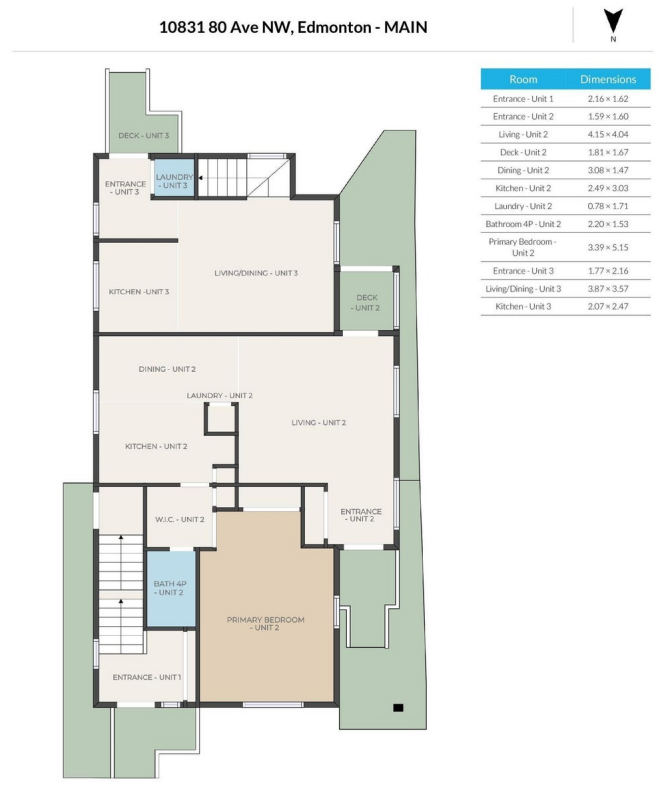 10831 80 Ave NW, Edmonton - MAIN
N
Room Dimensions
Entrance - Unit 1 2.16 × 1.62
Entrance - Unit 2 1.59 × 1.60
Living - Unit 2 4.15 × 4.04
Deck - Unit 2 1.81 × 1.67
Dining - Unit 2 3.08 × 1.47
Kitchen - Unit 2 2.49 × 3.03
Laundry - Unit 2 0.78 × 1.71
Bathroom 4P - Unit 2 2.20 × 1.53
Primary Bedroom -
Unit 2 3.39 × 5.15
Entrance - Unit 3 1.77 × 2.16
Living/Dining - Unit 3 3.87 × 3.57
Kitchen - Unit 3 2.07 × 2.47
DECK - UNIT 3
ENTRANCE
- UNIT 3
LAUNDRY
- UNIT 3
LIVING/DINING - UNIT 3
KITCHEN -UNIT 3
DECK
- UNIT 2
DINING - UNIT 2
LAUNDRY - UNIT 2
LIVING - UNIT 2
KITCHEN - UNIT 2
ENTRANCE
- UNIT 2
W.I.C. - UNIT 2
BATH 4P
- UNIT 2
PRIMARY BEDROOM
- UNIT 2
ENTRANCE - UNIT 1